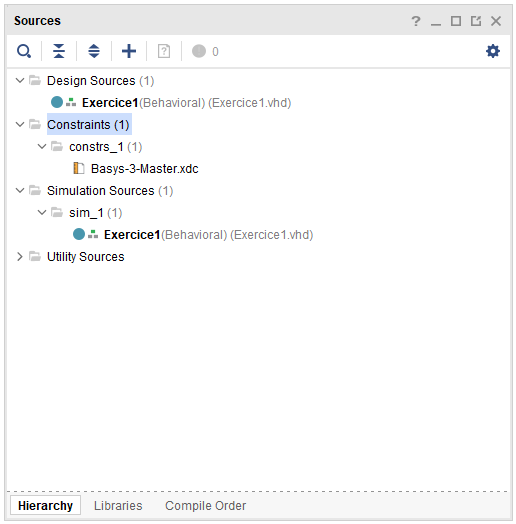 Sources
0
Design Sources (1)
Exercice1(Behavioral) (Exercice1.vhd)
Constraints (1)
constrs_1 (1)
Basys-3-Master.xdc
Simulation Sources (1)
sim_1 (1)
Exercice1(Behavioral) (Exercice1.vhd)
Utility Sources
Hierarchy Libraries Compile Order